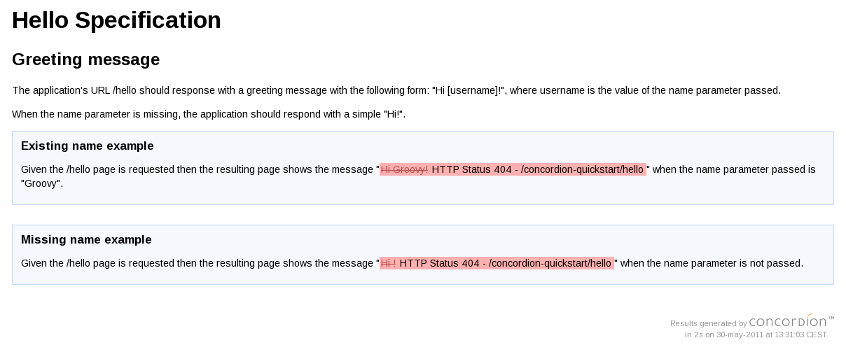 Hello Specification
Greeting message
The application's URL /hello should response with a greeting message with the following form: "Hi [username]!", where username is the value of the name parameter passed.
When the name parameter is missing, the application should respond with a simple "Hi!".
Existing name example
Given the /hello page is requested then the resulting page shows the message "Hi Groovy! HTTP Status 404 - /concordion-quickstart/hello " when the name parameter passed is
"Groovy".
Missing name example
Given the /hello page is requested then the resulting page shows the message "Hi ! HTTP Status 404 - /concordion-quickstart/hello " when the name parameter is not passed.
Results generated by concordion™
in 2s on 30-may-2011 at 13:31:03 CEST